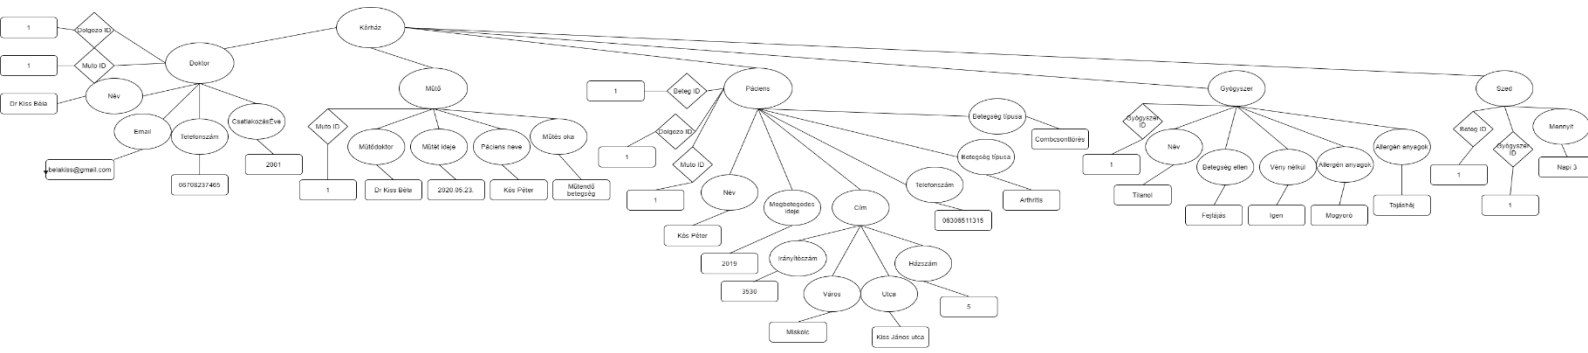 Kórház
1
Dolgozo ID
1
Muto ID
Doktor
Dr Kiss Béla
Név
Email
belakiss@gmail.com
Telefonszám
06708237465
CsatlakozásÉve
2001
Műtő
Muto ID
1
Műtődoktor
Dr Kiss Béla
Műtét ideje
2020.05.23.
Páciens neve
Kós Péter
Műtés oka
Műtendő
betegség
Páciens
1
Beteg ID
Dolgozo ID
1
Muto ID
1
Név
Kós Péter
Megbetegedes
ideje
2019
Cím
Irányítószám
3530
Város
Miskolc
Utca
Kiss János utca
Házszám
5
Telefonszám
06306511315
Betegség típusa
Arthritis
Betegség típusa
Combcsonttörés
Gyógyszer
Gyógyszer
ID
1
Név
Tilenol
Betegség ellen
Fejfájás
Vény nélkül
Igen
Allergén anyagok
Mogyoró
Allergén anyagok
Tojáshéj
Szed
Beteg ID
1
Gyógyszer
ID
1
Mennyit
Napi 3